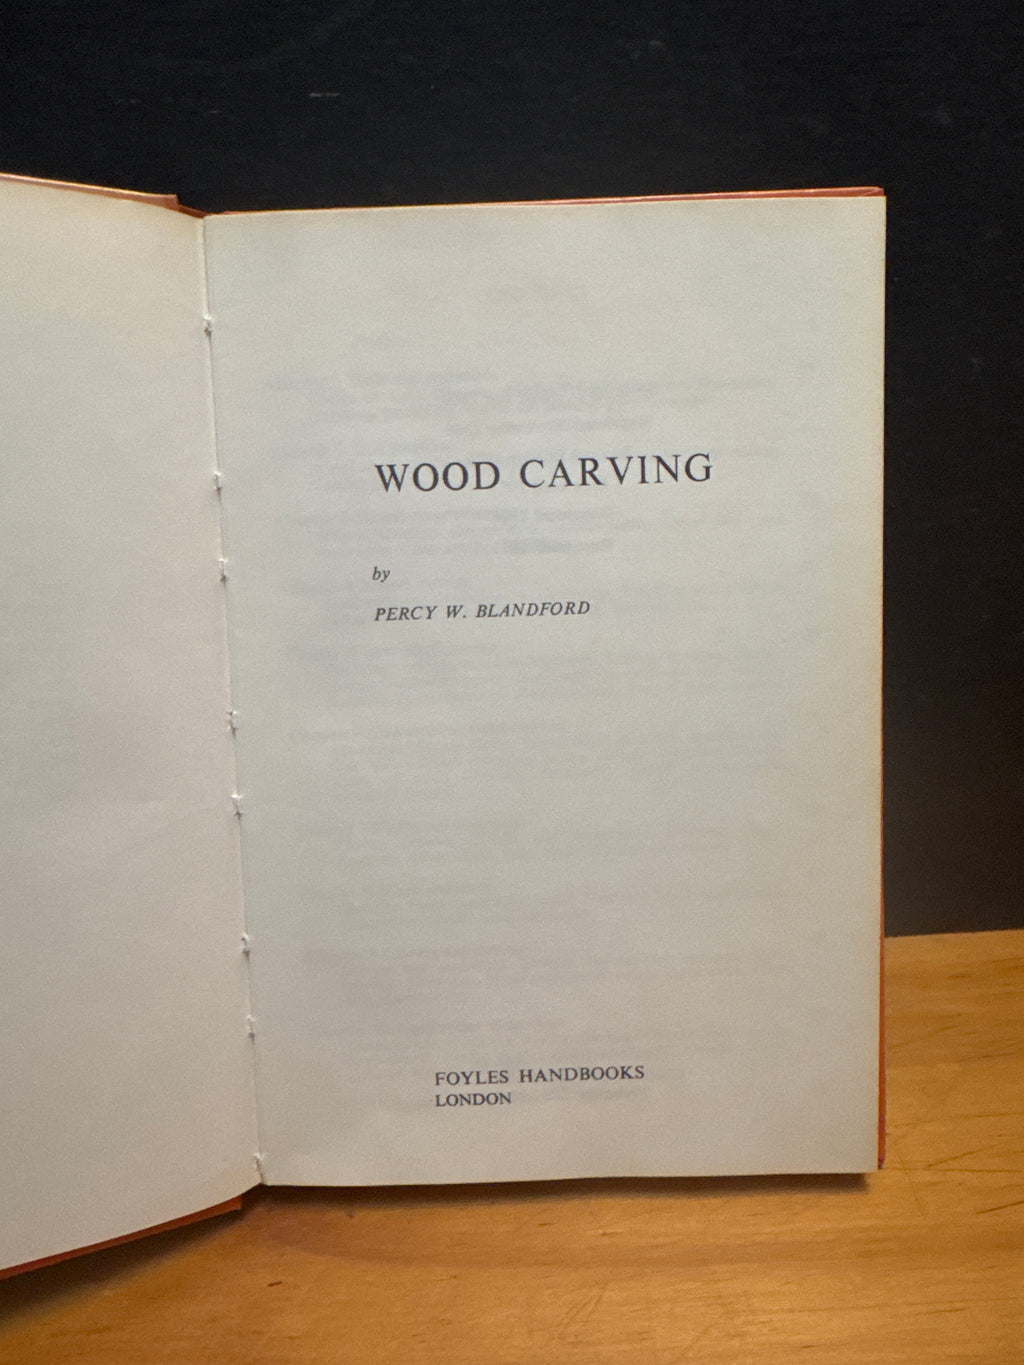 WOOD CARVING
by
PERCY W. BLANDFORD
FOYLES HANDBOOKS
LONDON